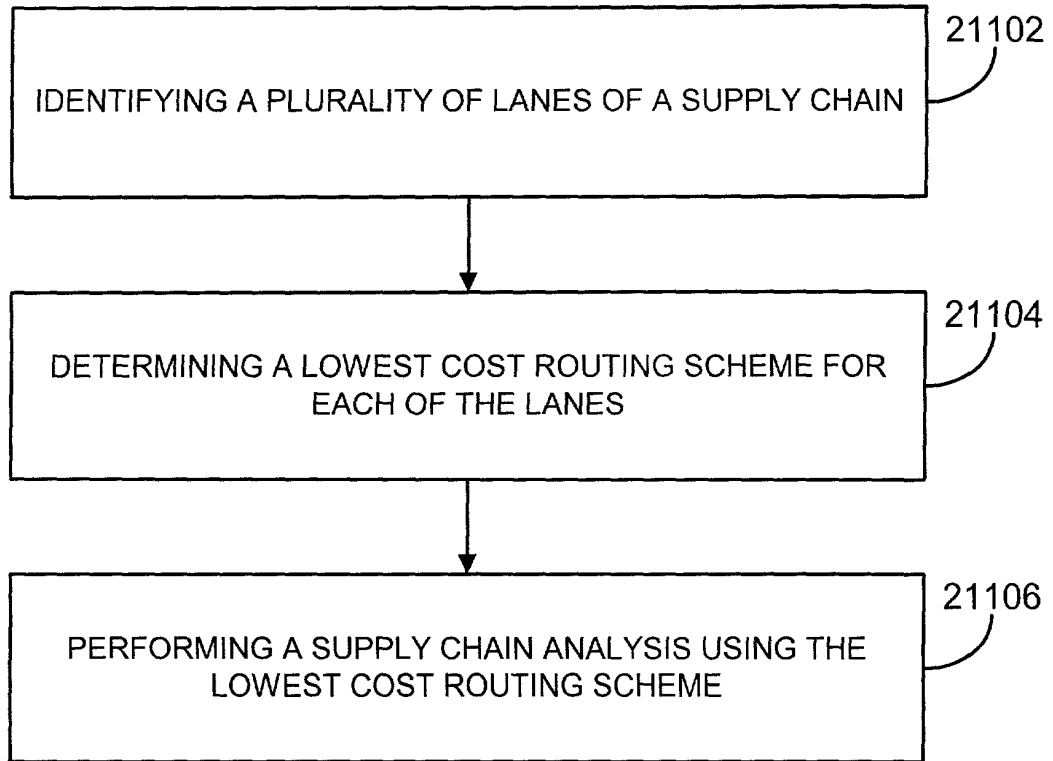 21102
IDENTIFYING A PLURALITY OF LANES OF A SUPPLY CHAIN
21104
DETERMINING A LOWEST COST ROUTING SCHEME FOR
EACH OF THE LANES
21106
PERFORMING A SUPPLY CHAIN ANALYSIS USING THE
LOWEST COST ROUTING SCHEME